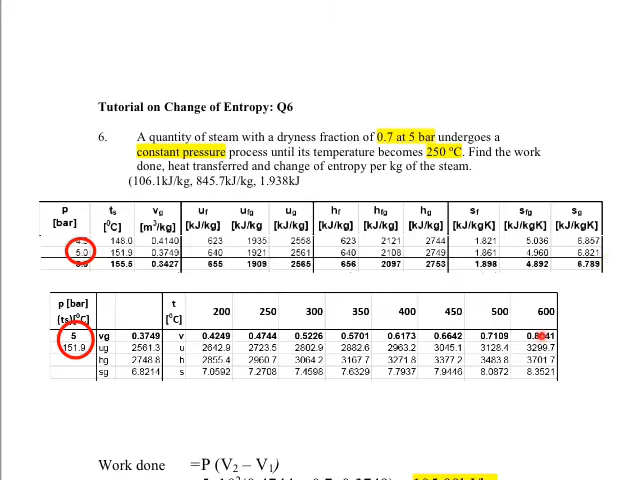 Tutorial on Change of Entropy: Q6
6. A quantity of steam with a dryness fraction of 0.7 at 5 bar undergoes a
constant pressure process until its temperature becomes 250 ºC. Find the work
done, heat transferred and change of entropy per kg of the steam.
(106.1kJ/kg, 845.7kJ/kg, 1.938kJ
p ts vg uf ufg ug hf hfg hg sf sfg sg
[bar] [⁰C] [m³/kg] [kJ/kg] [kJ/kg [kJ/kg] [kJ/kg] [kJ/kg] [kJ/kg] [kJ/kgK] [kJ/kgK] [kJ/kgK]
148.0 0.4140 623 1935 2558 623 2121 2744 1.821 5.036 6.857
5.0 151.9 0.3749 640 1921 2561 640 2108 2749 1.861 4.960 6.821
155.5 0.3427 655 1909 2565 656 2097 2753 1.898 4.892 6.789
p [bar] t 200 250 300 350 400 450 500 600
(ts)[⁰C] [⁰C]
5 vg 0.3749 v 0.4249 0.4744 0.5226 0.5701 0.6173 0.6642 0.7109
151.9 ug 2561.3 u 2642.9 2723.5 2802.9 2882.6 2963.2 3045.1 3128.4 3299.7
hg 2748.8 h 2855.4 2960.7 3064.2 3167.7 3271.8 3377.2 3483.8 3701.7
sg 6.8214 s 7.0592 7.2708 7.4598 7.6329 7.7937 7.9446 8.0872 8.3521
Work done =P (V₂ – V₁)